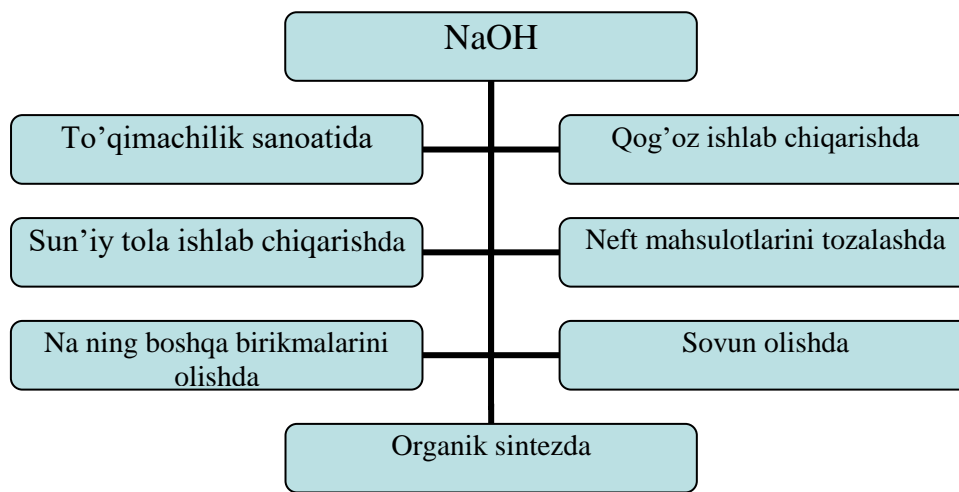 NaOH
To’qimachilik sanoatida
Qog’oz ishlab chiqarishda
Sun’iy tola ishlab chiqarishda
Neft mahsulotlarini tozalashda
Na ning boshqa birikmalarini
olishda
Sovun olishda
Organik sintezda